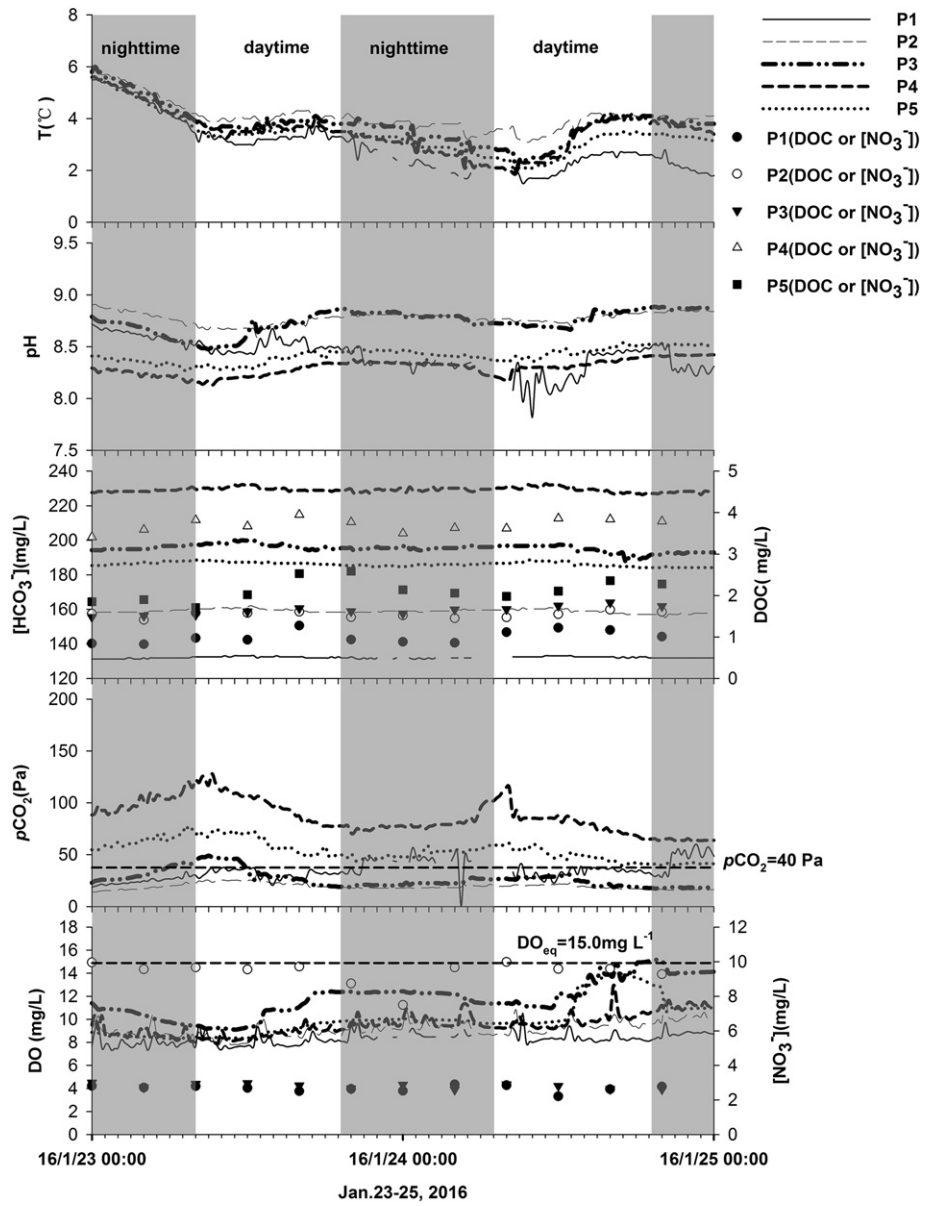 8
6
4
2
0
T(℃)
nighttime
daytime
nighttime
daytime
P1
P2
P3
P4
P5
P1(DOC or [NO₃⁻])
P2(DOC or [NO₃⁻])
P3(DOC or [NO₃⁻])
P4(DOC or [NO₃⁻])
P5(DOC or [NO₃⁻])
9.5
9.0
8.5
8.0
7.5
pH
240
220
200
180
160
140
120
[HCO₃⁻](mg/L)
5
4
3
2
1
0
DOC( mg/L)
200
150
100
50
0
pCO₂(Pa)
pCO₂=40 Pa
18
16
14
12
10
8
6
4
2
0
DO (mg/L)
DOeq=15.0mg L⁻¹
12
10
8
6
4
2
0
[NO₃⁻](mg/L)
16/1/23 00:00
16/1/24 00:00
16/1/25 00:00
Jan.23-25, 2016